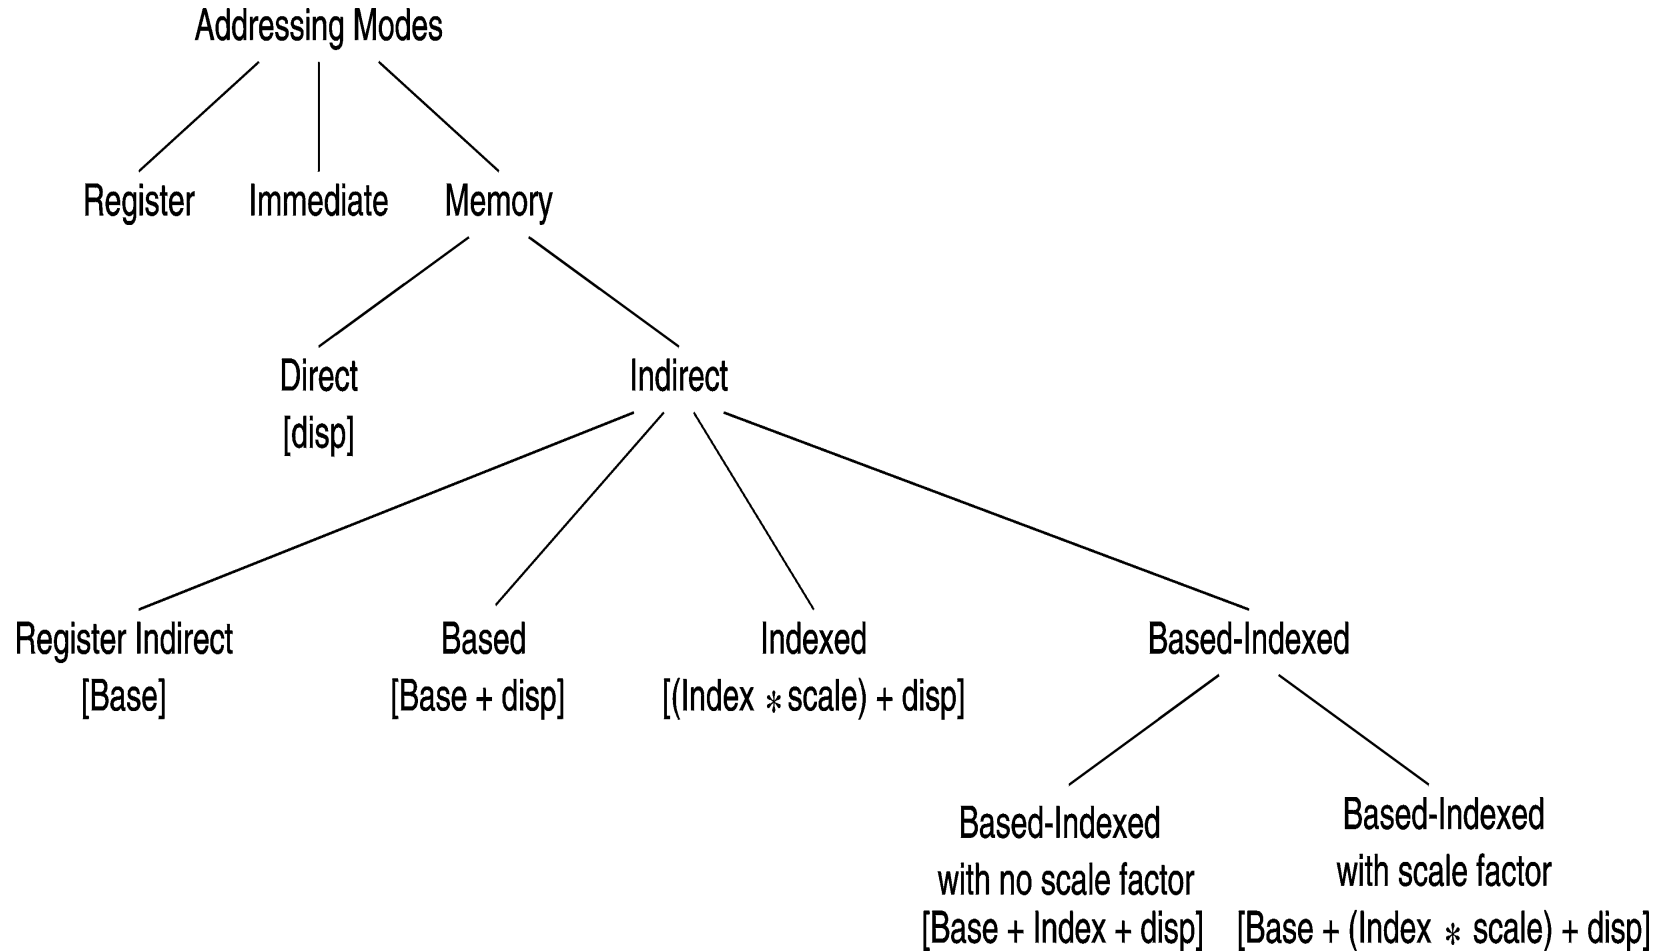 Addressing Modes
Register Immediate Memory
Direct Indirect
[disp]
Register Indirect Based Indexed Based-Indexed
[Base] [Base + disp] [(Index * scale) + disp]
Based-Indexed Based-Indexed
with no scale factor with scale factor
[Base + Index + disp] [Base + (Index * scale) + disp]